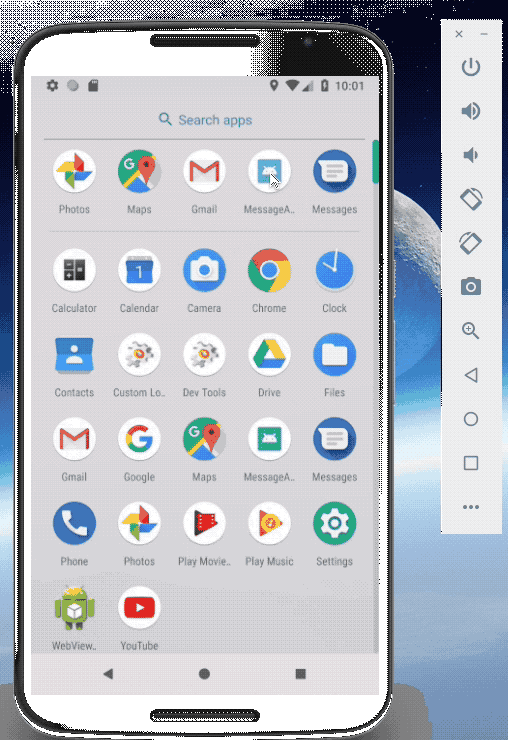 10:01
Search apps
Photos Maps Gmail MessageA.. Messages
Calculator Calendar Camera Chrome Clock
Contacts Custom Lo.. Dev Tools Drive Files
Gmail Google Maps MessageA.. Messages
Phone Photos Play Movie.. Play Music Settings
WebView.. YouTube